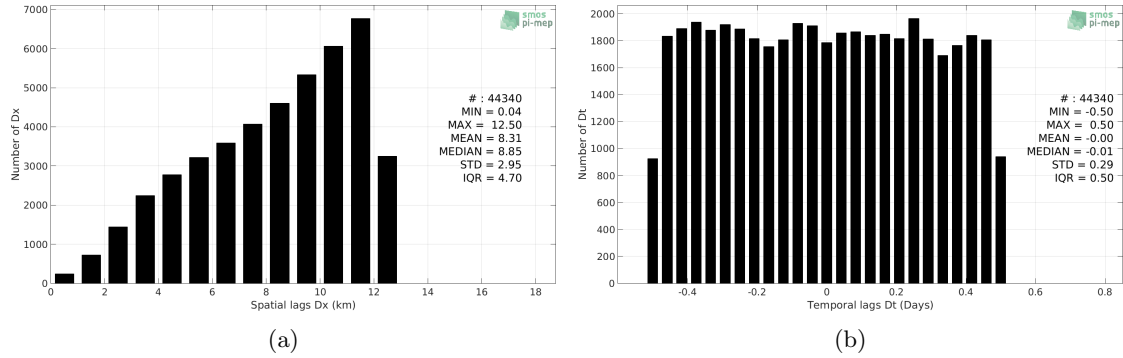 7000
6000
5000
4000
3000
2000
1000
0
Number of Dx
0 2 4 6 8 10 12 14 16 18
Spatial lags Dx (km)
smos
pi-mep
# : 44340
MIN = 0.04
MAX = 12.50
MEAN = 8.31
MEDIAN = 8.85
STD = 2.95
IQR = 4.70
(a)
2000
1800
1600
1400
1200
1000
800
600
400
200
0
Number of Dt
-0.4 -0.2 0 0.2 0.4 0.6 0.8
Temporal lags Dt (Days)
smos
pi-mep
# : 44340
MIN = -0.50
MAX = 0.50
MEAN = -0.00
MEDIAN = -0.01
STD = 0.29
IQR = 0.50
(b)